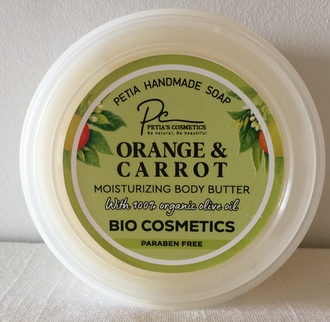 PETIA HANDMADE SOAP
Pc
PETIA'S COSMETICS
Be natural, Be beautiful
ORANGE &
CARROT
MOISTURIZING BODY BUTTER
With 100% organic olive oil
BIO COSMETICS
PARABEN FREE